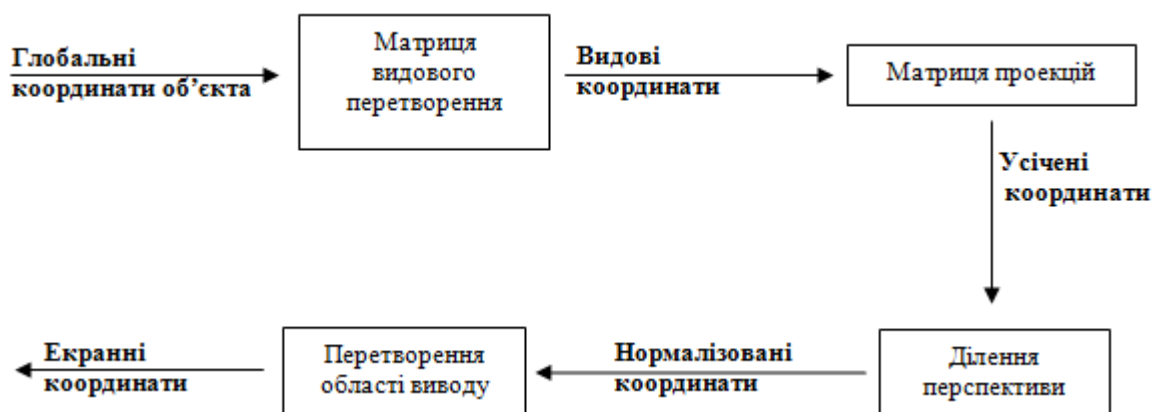 Глобальні
координати об’єкта
Матриця
видового
перетворення
Видові
координати
Матриця проекцій
Усічені
координати
Ділення
перспективи
Нормалізовані
координати
Перетворення
області виводу
Екранні
координати